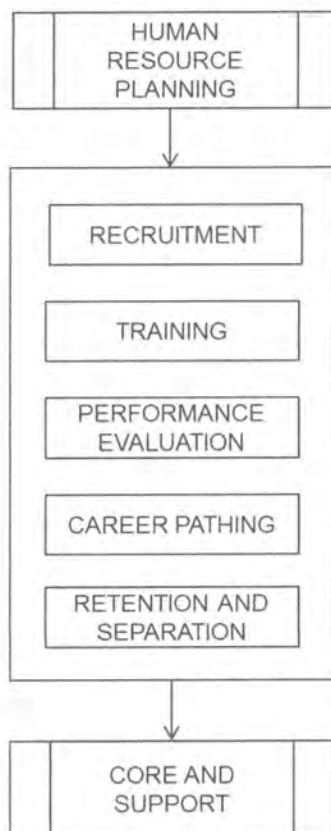 HUMAN
RESOURCE
PLANNING
RECRUITMENT
TRAINING
PERFORMANCE
EVALUATION
CAREER PATHING
RETENTION AND
SEPARATION
CORE AND
SUPPORT